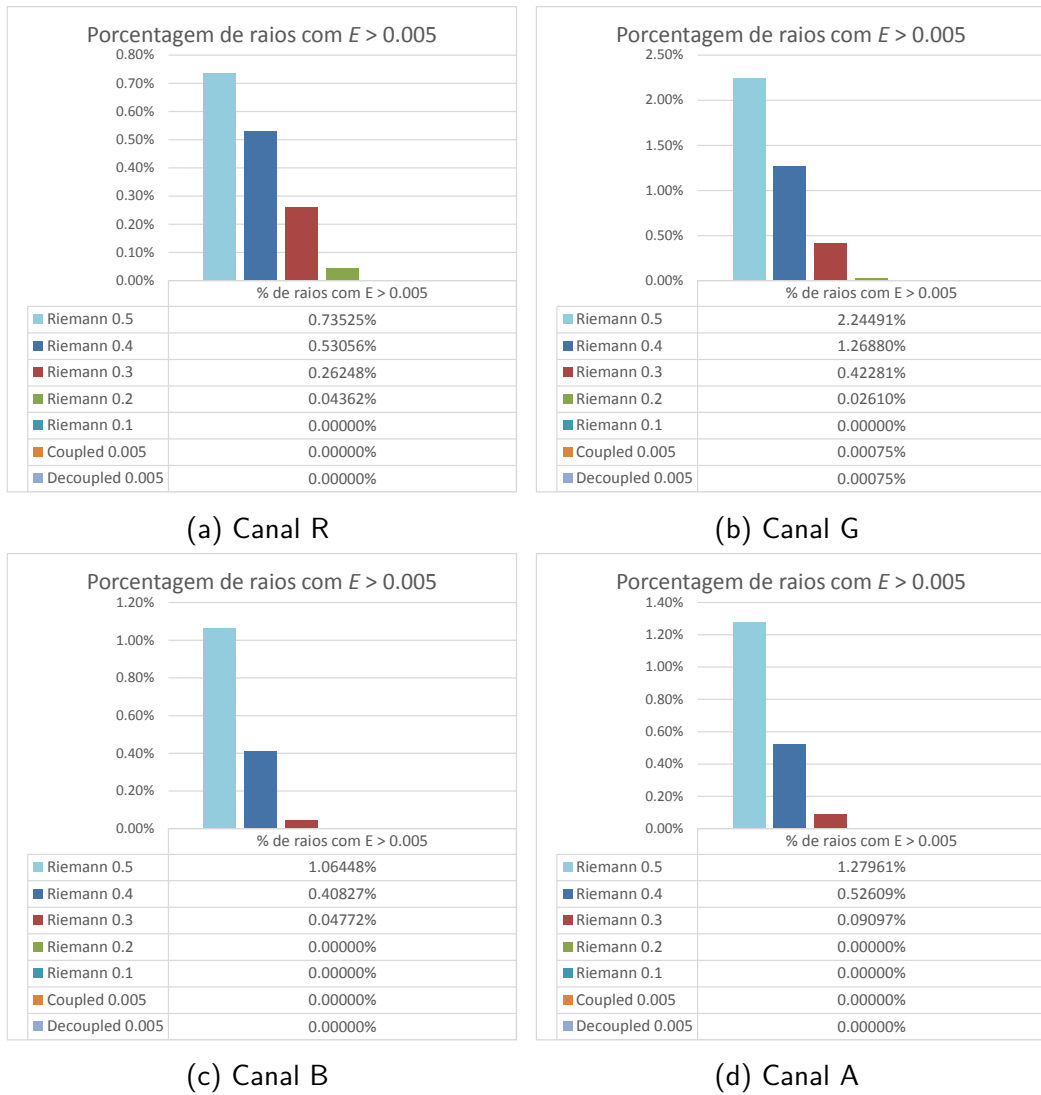 Porcentagem de raios com E > 0.005
0.80%
0.70%
0.60%
0.50%
0.40%
0.30%
0.20%
0.10%
0.00%
% de raios com E > 0.005
Riemann 0.5 0.73525%
Riemann 0.4 0.53056%
Riemann 0.3 0.26248%
Riemann 0.2 0.04362%
Riemann 0.1 0.00000%
Coupled 0.005 0.00000%
Decoupled 0.005 0.00000%
(a) Canal R
Porcentagem de raios com E > 0.005
2.50%
2.00%
1.50%
1.00%
0.50%
0.00%
% de raios com E > 0.005
Riemann 0.5 2.24491%
Riemann 0.4 1.26880%
Riemann 0.3 0.42281%
Riemann 0.2 0.02610%
Riemann 0.1 0.00000%
Coupled 0.005 0.00075%
Decoupled 0.005 0.00075%
(b) Canal G
Porcentagem de raios com E > 0.005
1.20%
1.00%
0.80%
0.60%
0.40%
0.20%
0.00%
% de raios com E > 0.005
Riemann 0.5 1.06448%
Riemann 0.4 0.40827%
Riemann 0.3 0.04772%
Riemann 0.2 0.00000%
Riemann 0.1 0.00000%
Coupled 0.005 0.00000%
Decoupled 0.005 0.00000%
(c) Canal B
Porcentagem de raios com E > 0.005
1.40%
1.20%
1.00%
0.80%
0.60%
0.40%
0.20%
0.00%
% de raios com E > 0.005
Riemann 0.5 1.27961%
Riemann 0.4 0.52609%
Riemann 0.3 0.09097%
Riemann 0.2 0.00000%
Riemann 0.1 0.00000%
Coupled 0.005 0.00000%
Decoupled 0.005 0.00000%
(d) Canal A